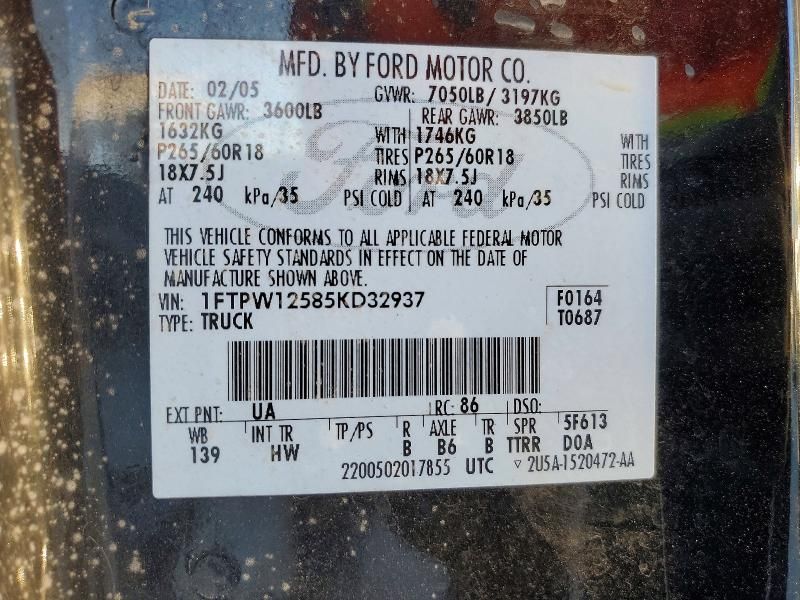 MFD. BY FORD MOTOR CO.
DATE: 02/05 GVWR: 7050LB/ 3197KG
FRONT GAWR: 3600LB REAR GAWR: 3850LB
1632KG WITH 1746KG WITH
P265/60R18 TIRES P265/60R18 TIRES
18X7.5J RIMS 18X7.5J RIMS
AT 240 kPa/35 PSI COLD AT 240 kPa/35 PSI COLD
Ford
THIS VEHICLE CONFORMS TO ALL APPLICABLE FEDERAL MOTOR
VEHICLE SAFETY STANDARDS IN EFFECT ON THE DATE OF
MANUFACTURE SHOWN ABOVE.
VIN: 1FTPW12585KD32937 F0164
TYPE: TRUCK T0687
EXT PNT: UA RC: 86 DSO:
WB INT TR TP/PS R AXLE TR SPR 5F613
139 HW B B6 B TTRR D0A
2200502017855 UTC ▽ 2U5A-1520472-AA